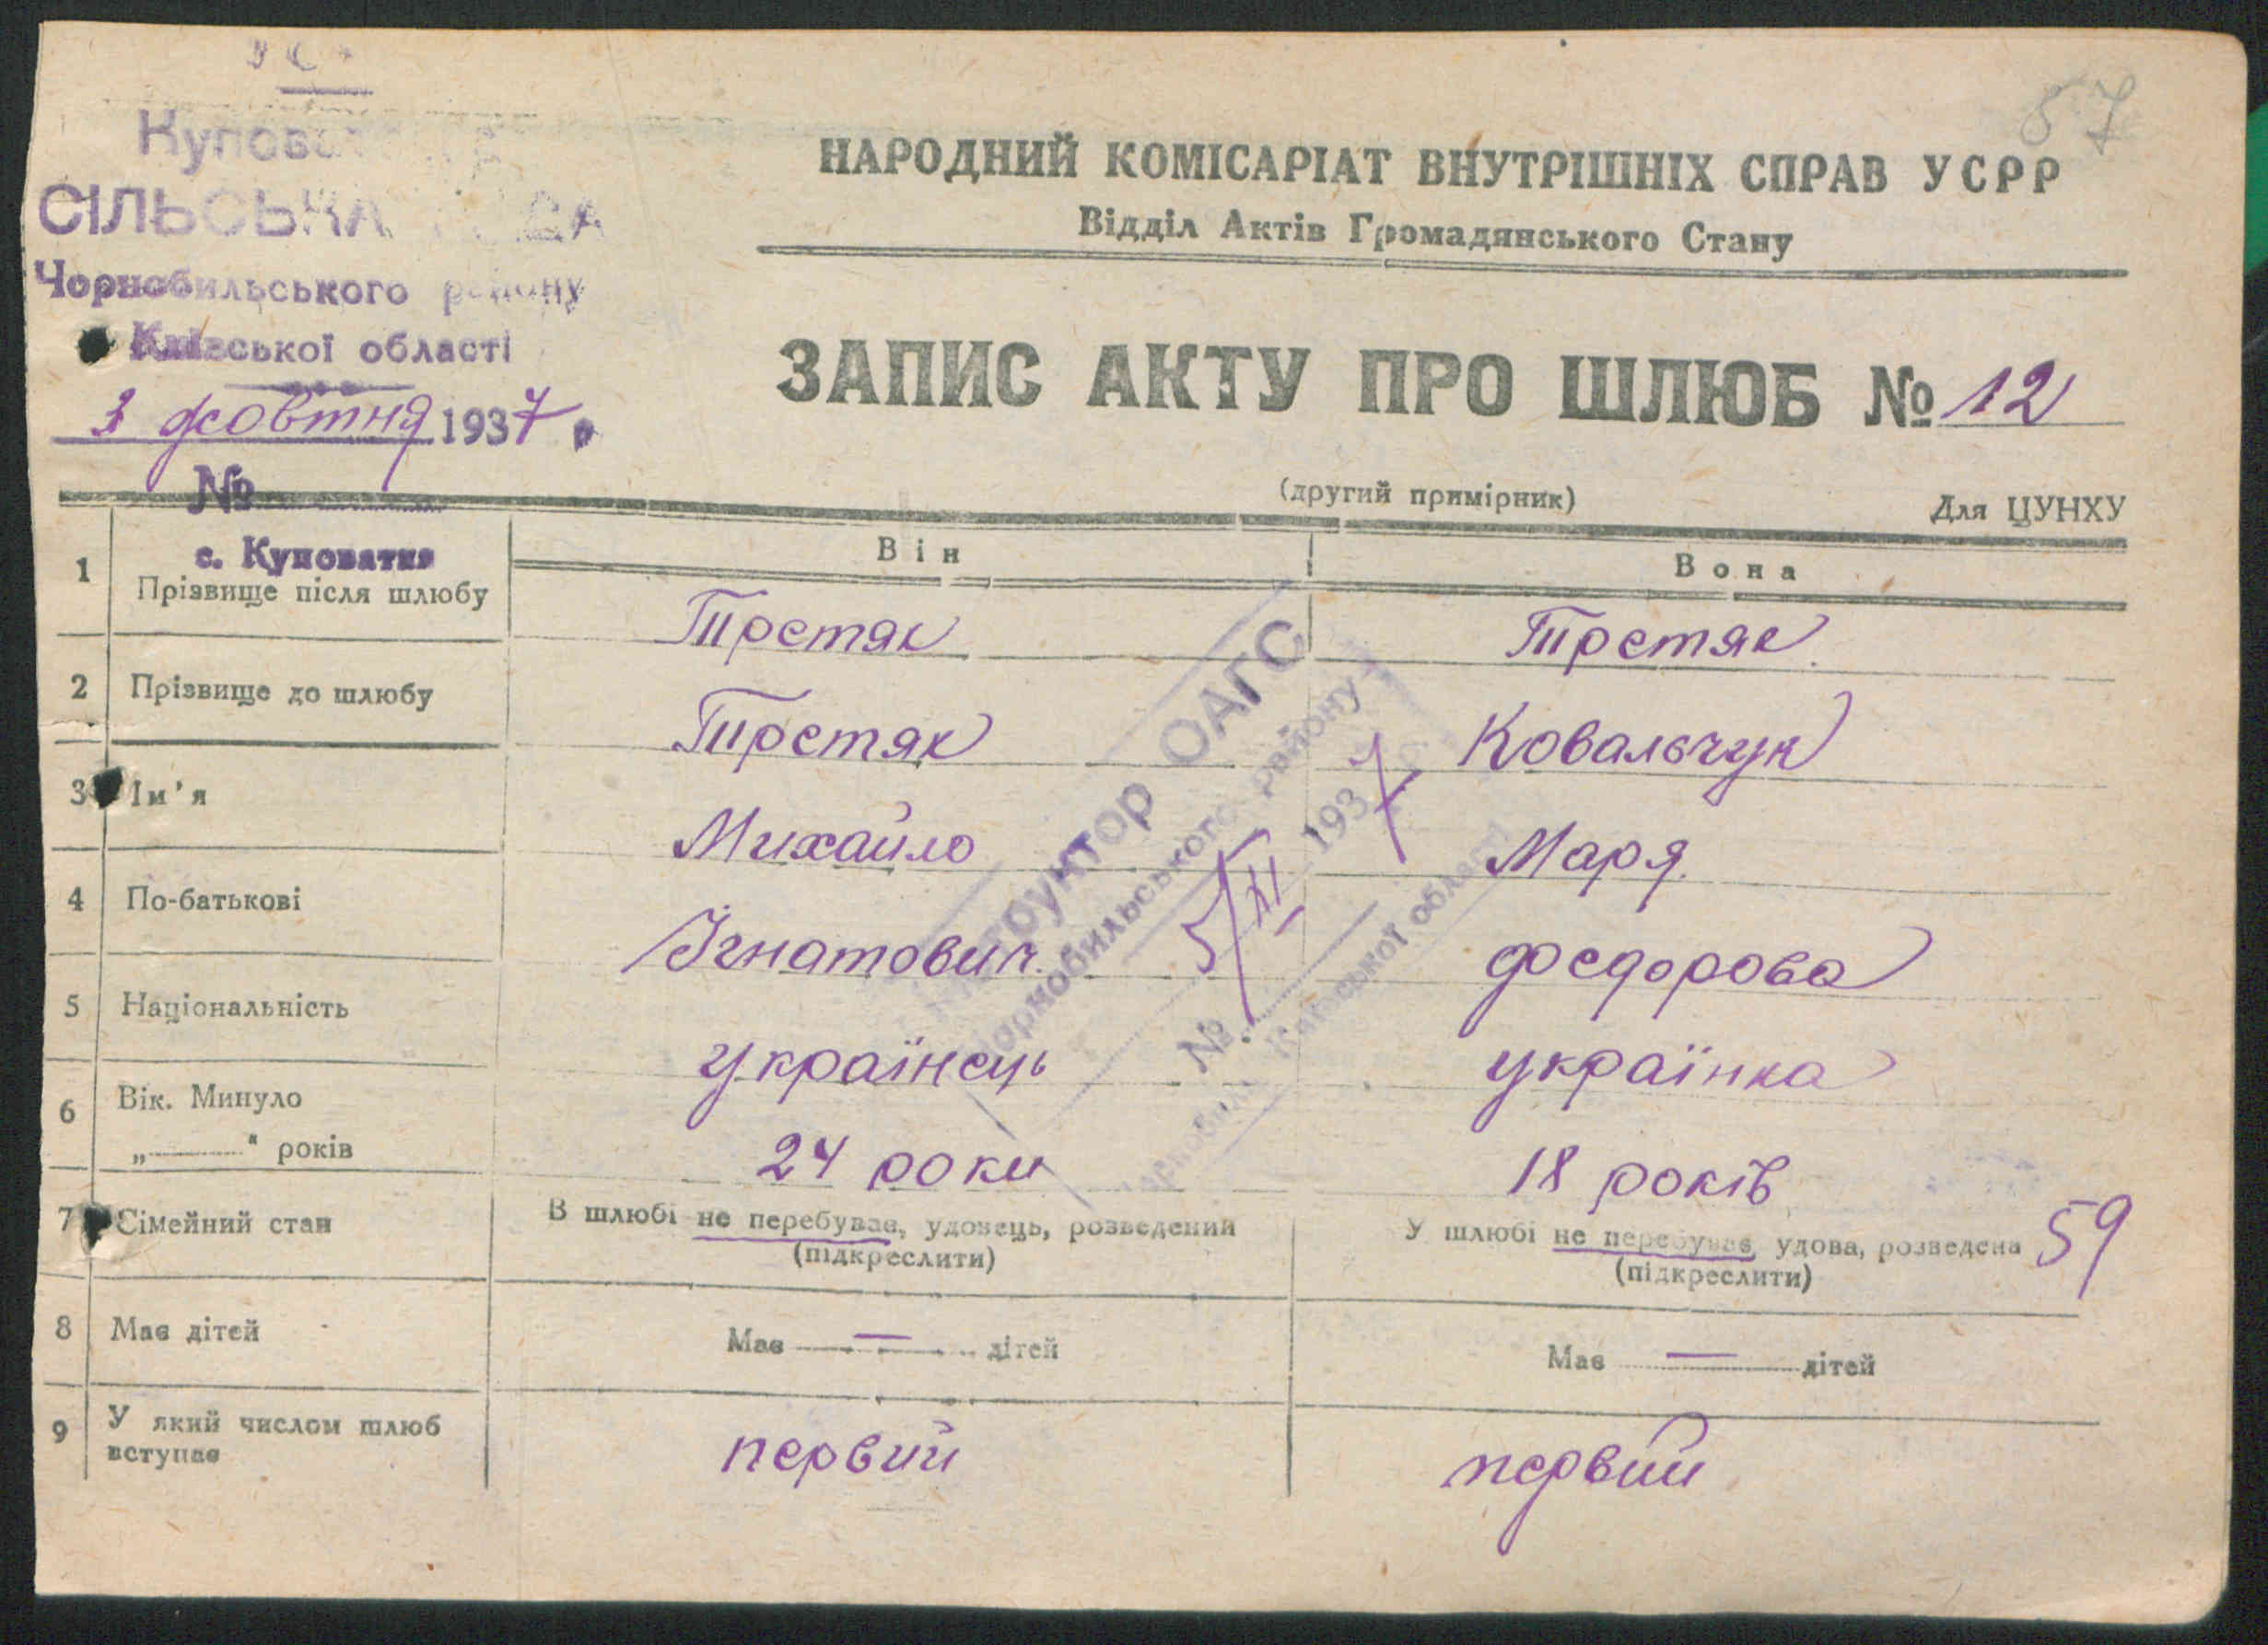 57
СІЛЬСЬКА РАДА
Чорнобильського району
Київської області
3 жовтня 1937 р
№
НАРОДНИЙ КОМІСАРІАТ ВНУТРІШНІХ СПРАВ УСРР
Відділ Актів Громадянського Стану
ЗАПИС АКТУ ПРО ШЛЮБ № 12
(другий примірник)
Для ЦУНХУ
с. Куповатия
Він
Вона
1 Прізвище після шлюбу Третяк Третяк
2 Прізвище до шлюбу Третяк Ковальчук
3 Ім'я Михайло Маря.
4 По-батькові Ігнатович Федорова
5 Національність українець українка
6 Вік. Минуло
„ “ років 24 роки 18 років
7 Сімейний стан В шлюбі не перебуває, удовець, розведений У шлюбі не перебуває, удова, розведена 59
(підкреслити) (підкреслити)
8 Має дітей Має — дітей Має — дітей
9 У який числом шлюб
вступає первий первий
Інструктор ОАГС
Чорнобильського району
5/XI 1937
№
Київської області